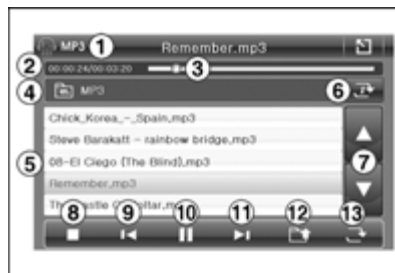 MP3 1 Remember.mp3
2 00:00:24/00:03:20 3
4 MP3 6
Chick_Korea_-_Spain.mp3
Steve Barakatt - rainbow bridge.mp3
5 08-El Ciego (The Blind).mp3 7
Remember.mp3
8 9 10 11 12 13